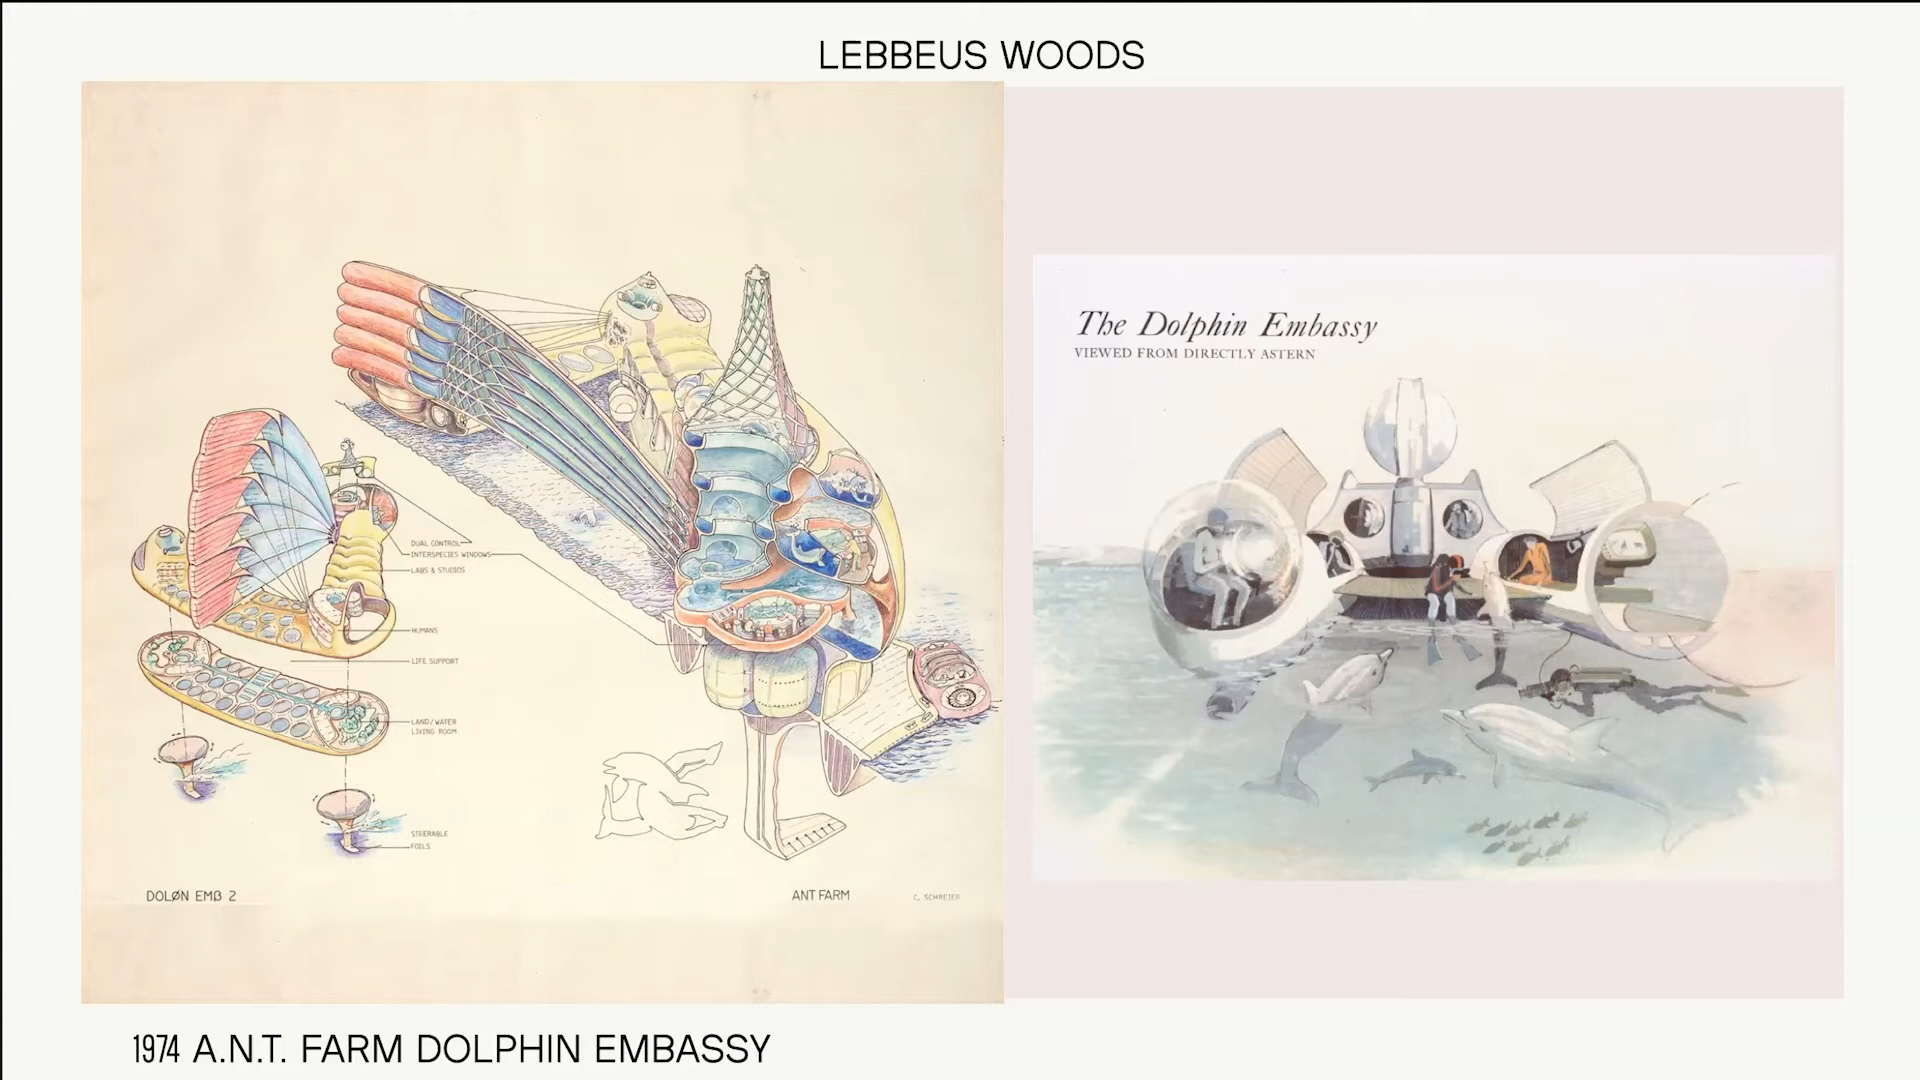 LEBBEUS WOODS
DUAL CONTROL
INTERSPECIES WINDOWS
LABS & STUDIOS
HUMANS
LIFE SUPPORT
LAND/WATER
LIVING ROOM
STEERABLE
FOILS
DOLØN EMB 2
ANT FARM
C. SCHREIER
The Dolphin Embassy
VIEWED FROM DIRECTLY ASTERN
1974 A.N.T. FARM DOLPHIN EMBASSY